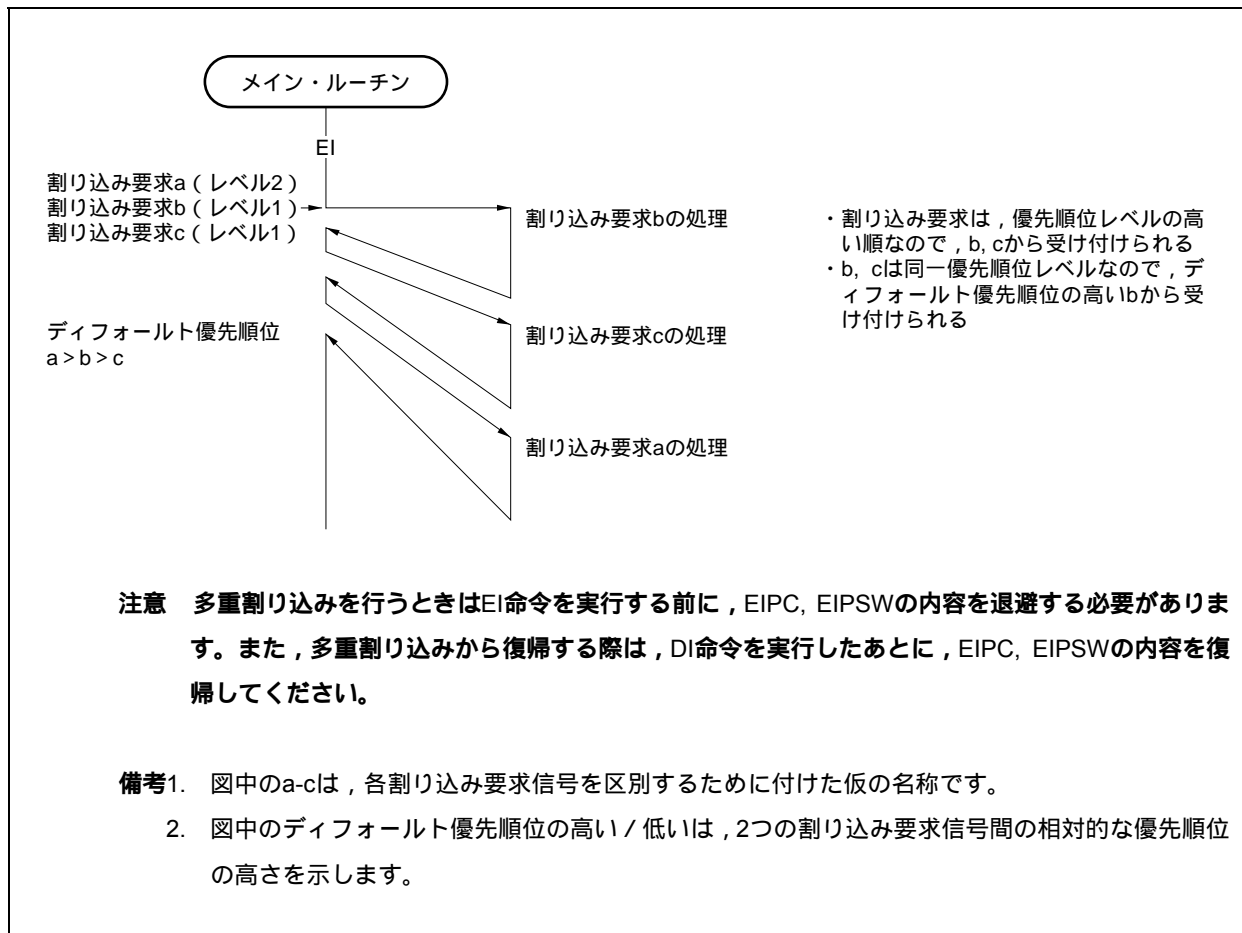 メイン・ルーチン
EI
割り込み要求a（レベル2）
割り込み要求b（レベル1）
割り込み要求c（レベル1）
ディフォールト優先順位
a＞b＞c
割り込み要求bの処理
割り込み要求cの処理
割り込み要求aの処理
・割り込み要求は，優先順位レベルの高
い順なので，b, cから受け付けられる
・b, cは同一優先順位レベルなので，デ
ィフォールト優先順位の高いbから受
け付けられる
注意　多重割り込みを行うときはEI命令を実行する前に，EIPC, EIPSWの内容を退避する必要がありま
す。また，多重割り込みから復帰する際は，DI命令を実行したあとに，EIPC, EIPSWの内容を復
帰してください。
備考1.　図中のa-cは，各割り込み要求信号を区別するために付けた仮の名称です。
2.　図中のディフォールト優先順位の高い／低いは，2つの割り込み要求信号間の相対的な優先順位
の高さを示します。